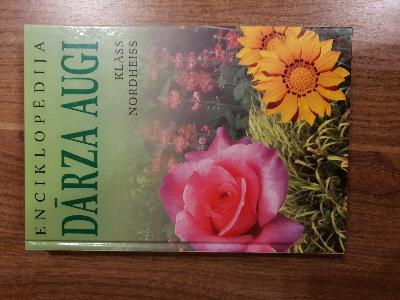 ENCIKLOPĒDIJA
DĀRZA AUGI
KLĀSS
NORDHEISS